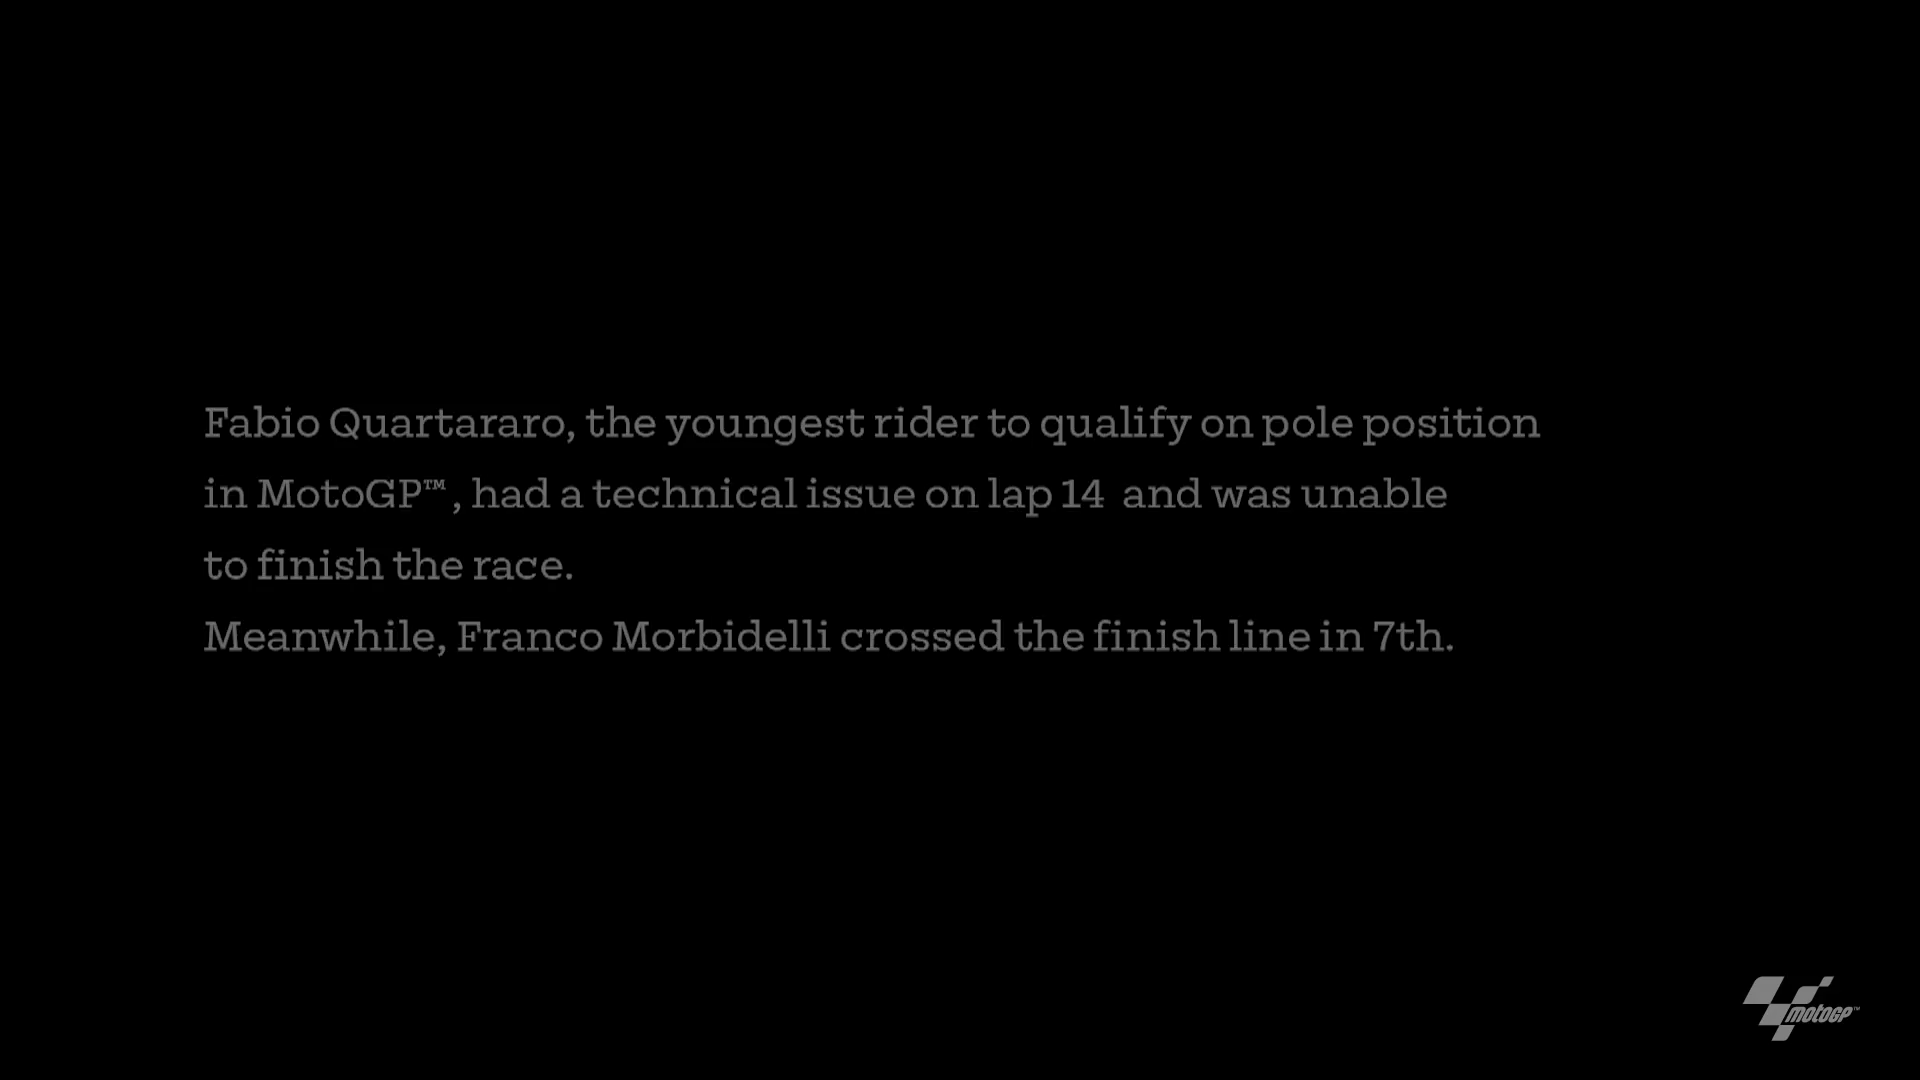 Fabio Quartararo, the youngest rider to qualify on pole position
in MotoGP™, had a technical issue on lap 14 and was unable
to finish the race.
Meanwhile, Franco Morbidelli crossed the finish line in 7th.
MotoGP™